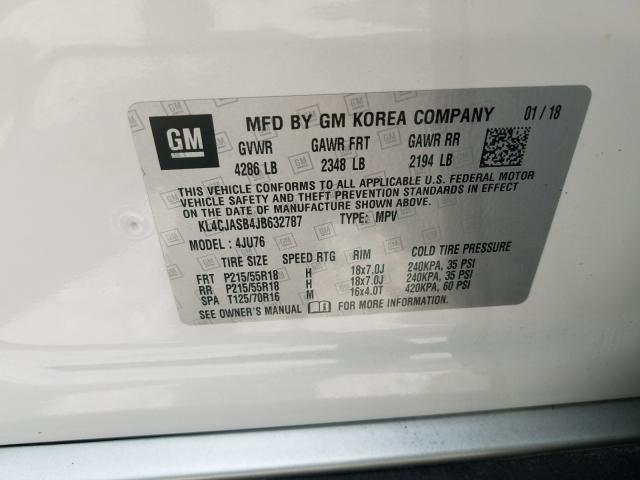 GM
MFD BY GM KOREA COMPANY 01 / 18
GVWR GAWR FRT GAWR RR
4286 LB 2348 LB 2194 LB
THIS VEHICLE CONFORMS TO ALL APPLICABLE U.S. FEDERAL MOTOR
VEHICLE SAFETY AND THEFT PREVENTION STANDARDS IN EFFECT
ON THE DATE OF MANUFACTURE SHOWN ABOVE.
KL4CJASB4JB632787 TYPE: MPV
MODEL : 4JU76
TIRE SIZE SPEED RTG RIM COLD TIRE PRESSURE
FRT P215/55R18 H 18x7.0J 240KPA, 35 PSI
RR P215/55R18 H 18x7.0J 240KPA, 35 PSI
SPA T125/70R16 M 16x4.0T 420KPA, 60 PSI
SEE OWNER'S MANUAL FOR MORE INFORMATION.